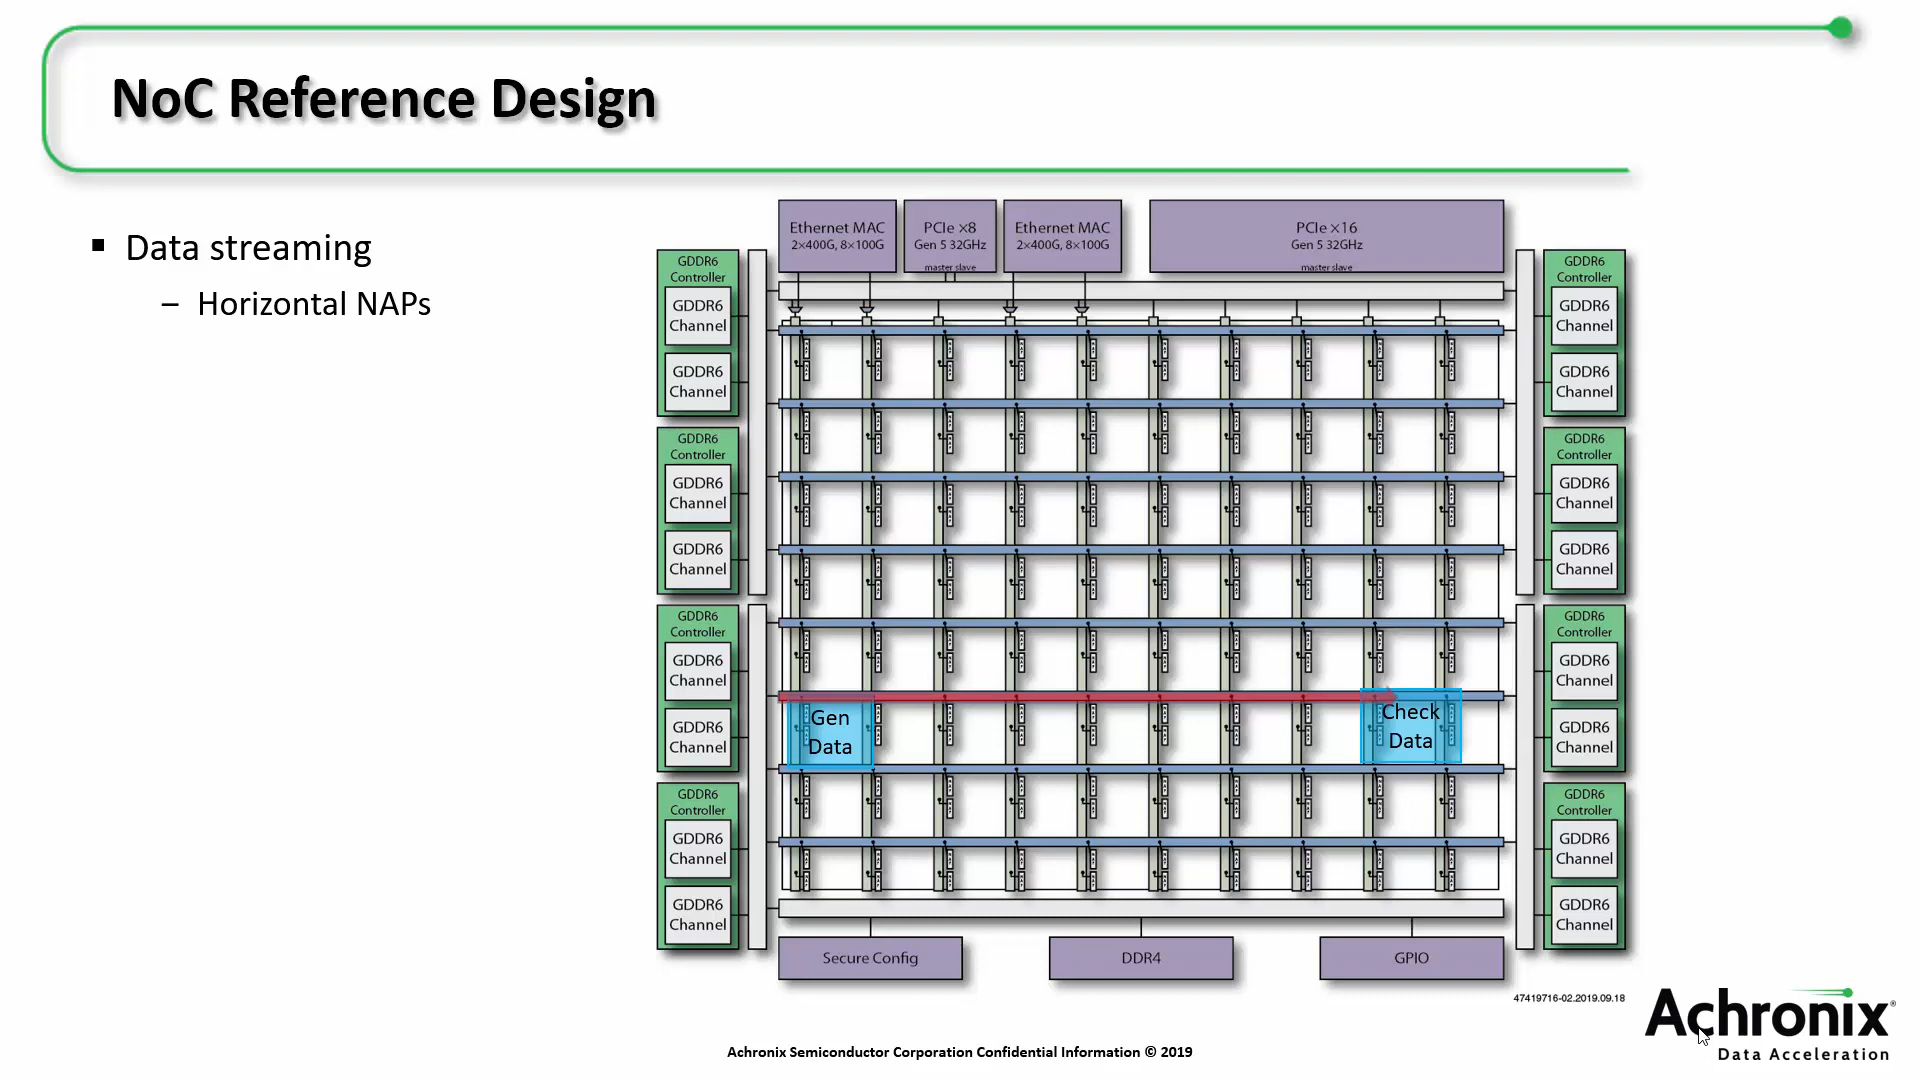 NoC Reference Design
Data streaming
– Horizontal NAPs
Ethernet MAC
2×400G, 8×100G
PCIe ×8
Gen 5 32GHz
master slave
Ethernet MAC
2×400G, 8×100G
PCIe ×16
Gen 5 32GHz
master slave
GDDR6
Controller
GDDR6
Channel
GDDR6
Channel
GDDR6
Controller
GDDR6
Channel
GDDR6
Channel
GDDR6
Controller
GDDR6
Channel
GDDR6
Channel
GDDR6
Controller
GDDR6
Channel
GDDR6
Channel
Gen
Data
Check
Data
GDDR6
Controller
GDDR6
Channel
GDDR6
Channel
GDDR6
Controller
GDDR6
Channel
GDDR6
Channel
GDDR6
Controller
GDDR6
Channel
GDDR6
Channel
GDDR6
Controller
GDDR6
Channel
GDDR6
Channel
Secure Config
DDR4
GPIO
47419716-02.2019.09.18
Achronix®
Data Acceleration
Achronix Semiconductor Corporation Confidential Information © 2019